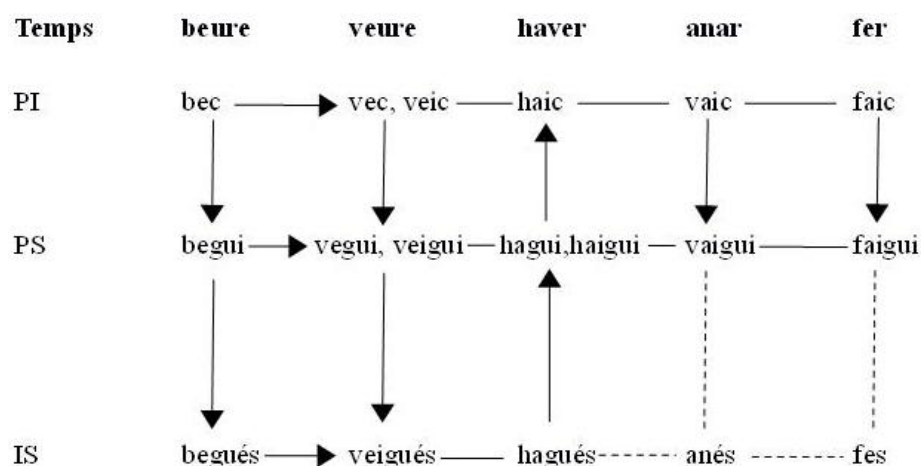 Temps beure veure haver anar fer
PI bec vec, veic haic vaic faic
PS begui vegui, veigui hagui,haigui vaigui faigui
IS begués veigués hagués anés fes